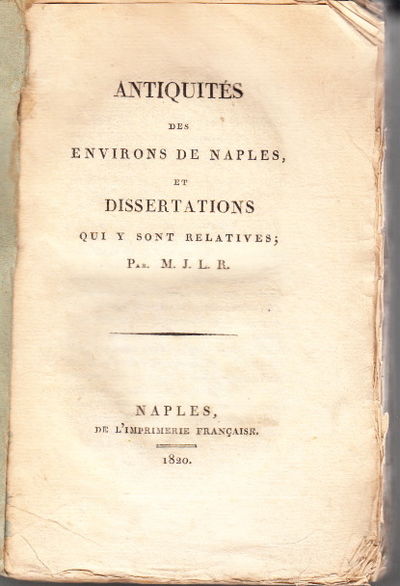 ANTIQUITÉS
DES
ENVIRONS DE NAPLES,
ET
DISSERTATIONS
QUI Y SONT RELATIVES;
PAR. M. J. L. R.
NAPLES,
DE L'IMPRIMERIE FRANÇAISE.
1820.